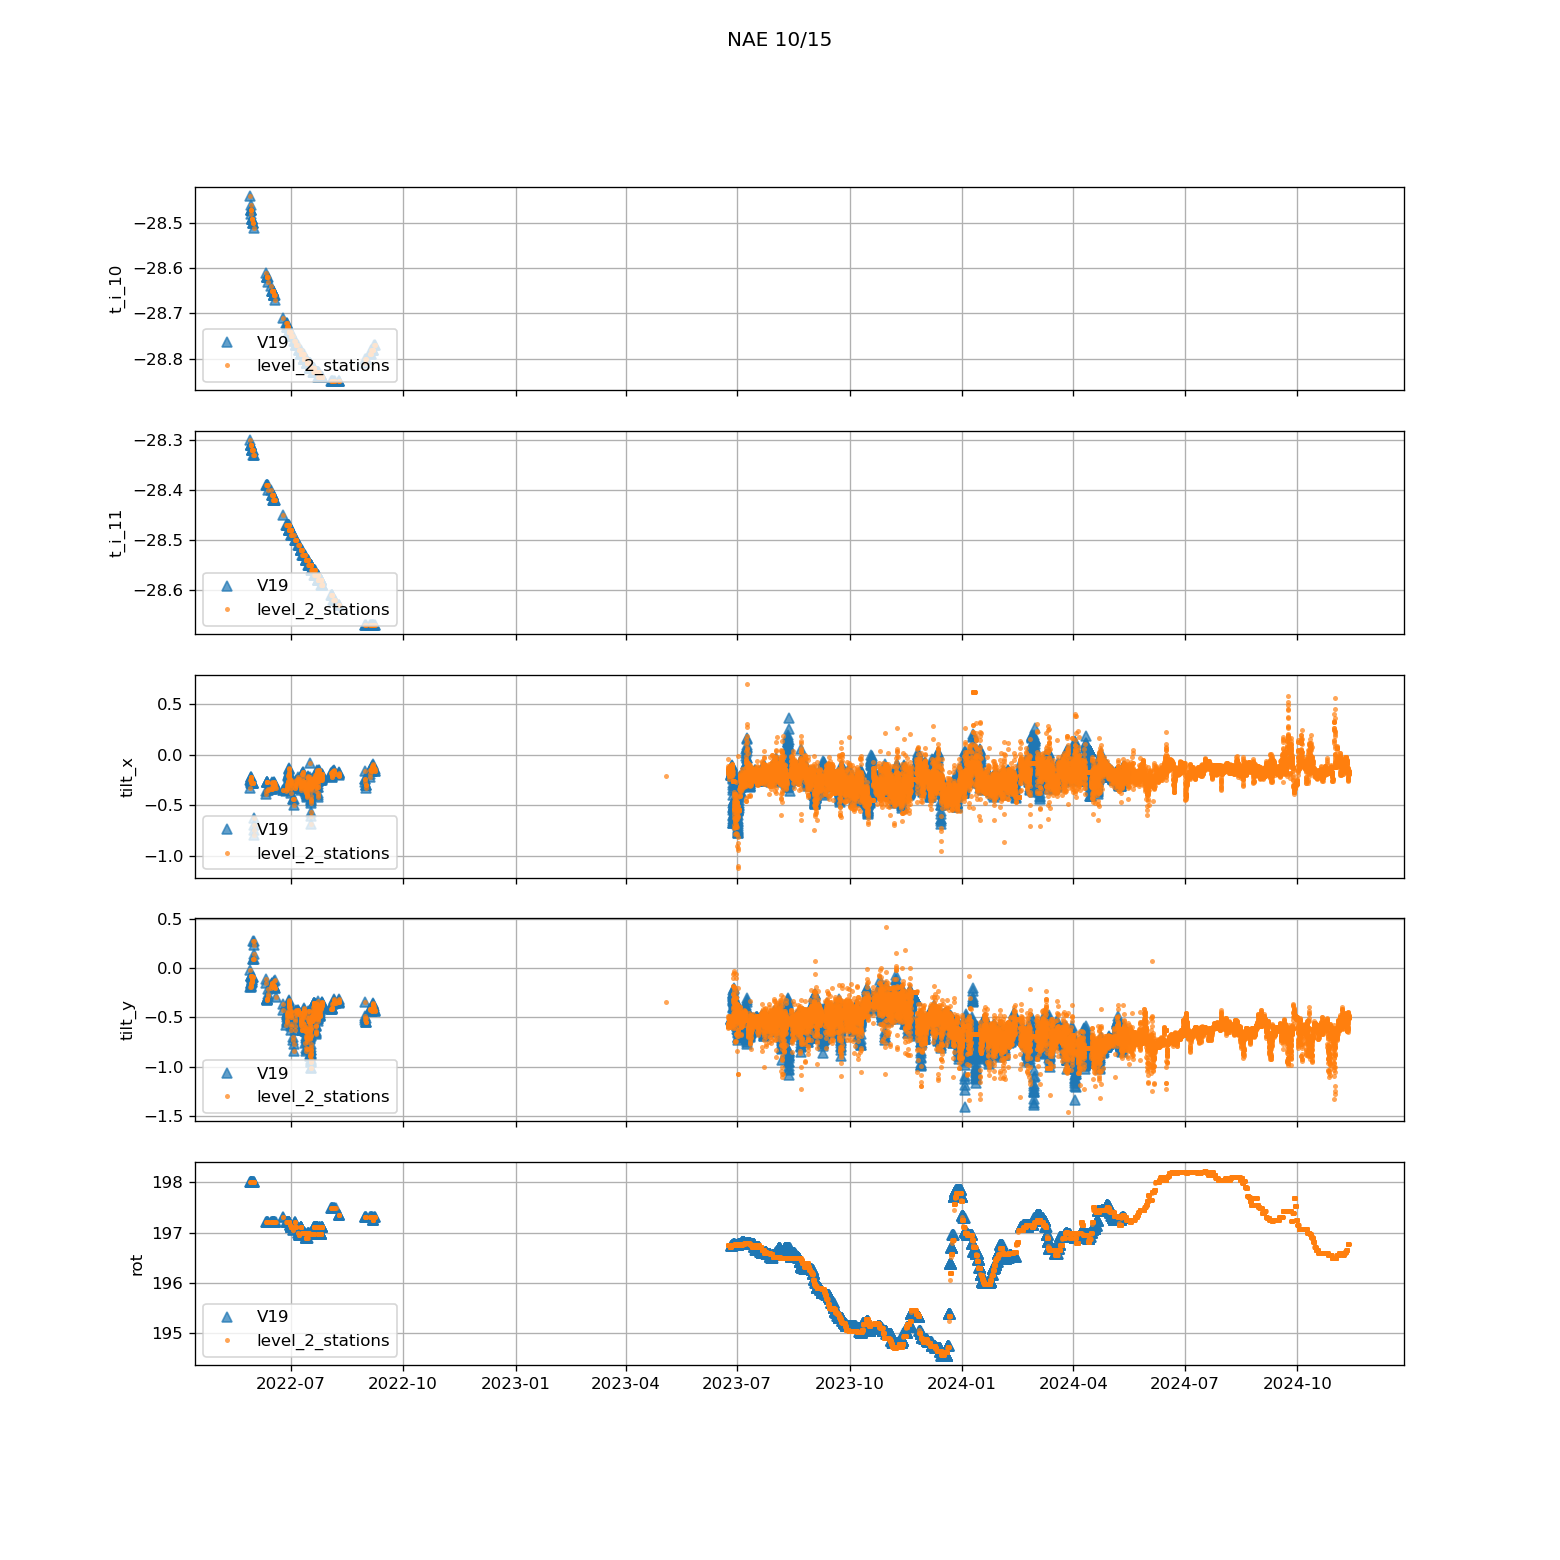 NAE 10/15
t_i_10
−28.5
−28.6
−28.7
−28.8
V19
level_2_stations
t_i_11
−28.3
−28.4
−28.5
−28.6
V19
level_2_stations
tilt_x
0.5
0.0
−0.5
−1.0
V19
level_2_stations
tilt_y
0.5
0.0
−0.5
−1.0
−1.5
V19
level_2_stations
rot
198
197
196
195
V19
level_2_stations
2022-07 2022-10 2023-01 2023-04 2023-07 2023-10 2024-01 2024-04 2024-07 2024-10